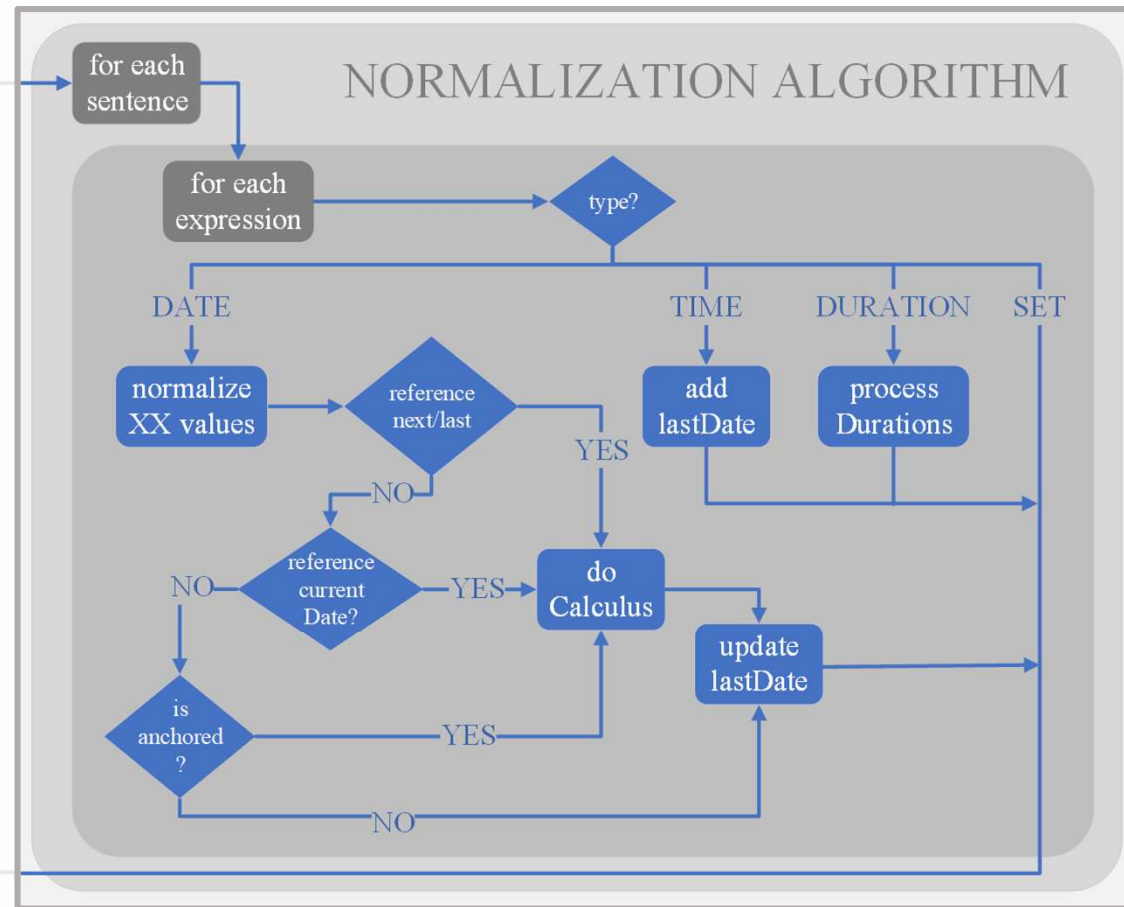 for each
sentence
NORMALIZATION ALGORITHM
for each
expression
type?
DATE
TIME
DURATION
SET
normalize
XX values
reference
next/last
add
lastDate
process
Durations
YES
NO
reference
current
Date?
NO
YES
do
Calculus
update
lastDate
is
anchored
?
YES
NO